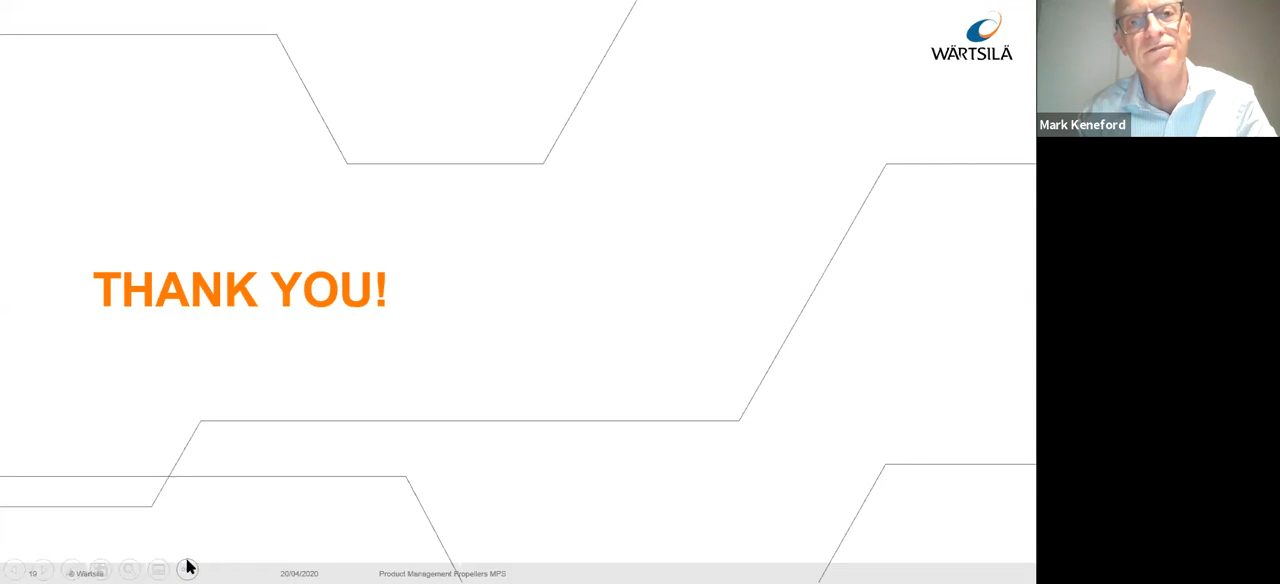 WÄRTSILÄ
Mark Keneford
THANK YOU!
19 © Wärtsilä 20/04/2020 Product Management Propellers MPS